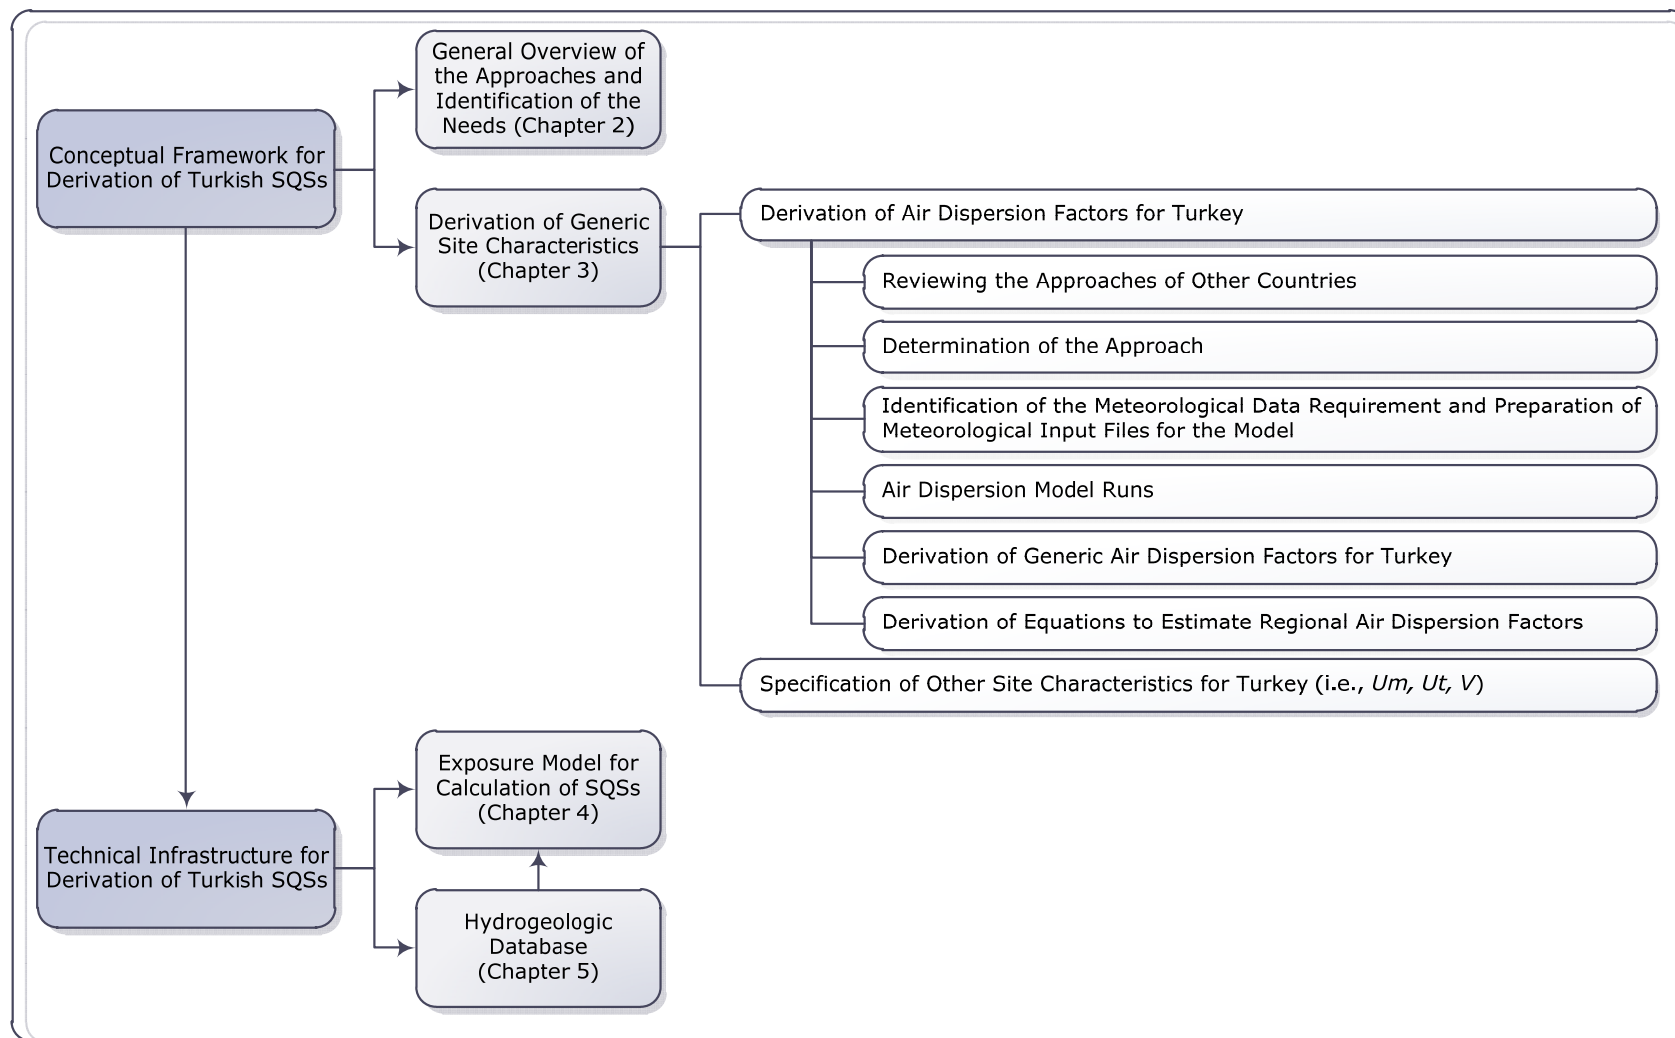 General Overview of
the Approaches and
Identification of the
Needs (Chapter 2)
Conceptual Framework for
Derivation of Turkish SQSs
Derivation of Generic
Site Characteristics
(Chapter 3)
Derivation of Air Dispersion Factors for Turkey
Reviewing the Approaches of Other Countries
Determination of the Approach
Identification of the Meteorological Data Requirement and Preparation of
Meteorological Input Files for the Model
Air Dispersion Model Runs
Derivation of Generic Air Dispersion Factors for Turkey
Derivation of Equations to Estimate Regional Air Dispersion Factors
Specification of Other Site Characteristics for Turkey (i.e., Um, Ut, V)
Exposure Model for
Calculation of SQSs
(Chapter 4)
Technical Infrastructure for
Derivation of Turkish SQSs
Hydrogeologic
Database
(Chapter 5)